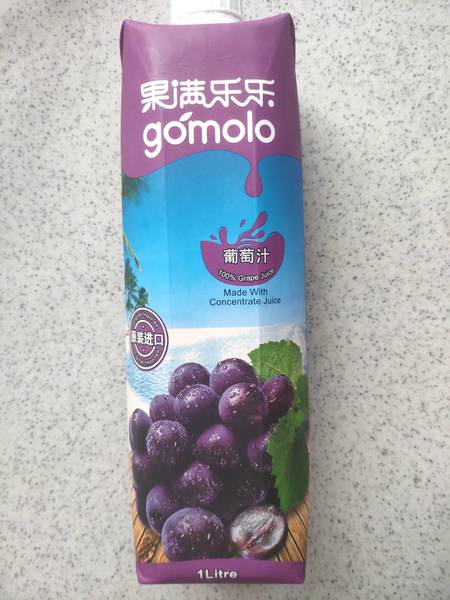 果满乐乐
gomolo
葡萄汁
100% Grape Juice
Made With
Concentrate Juice
原装进口
1Litre